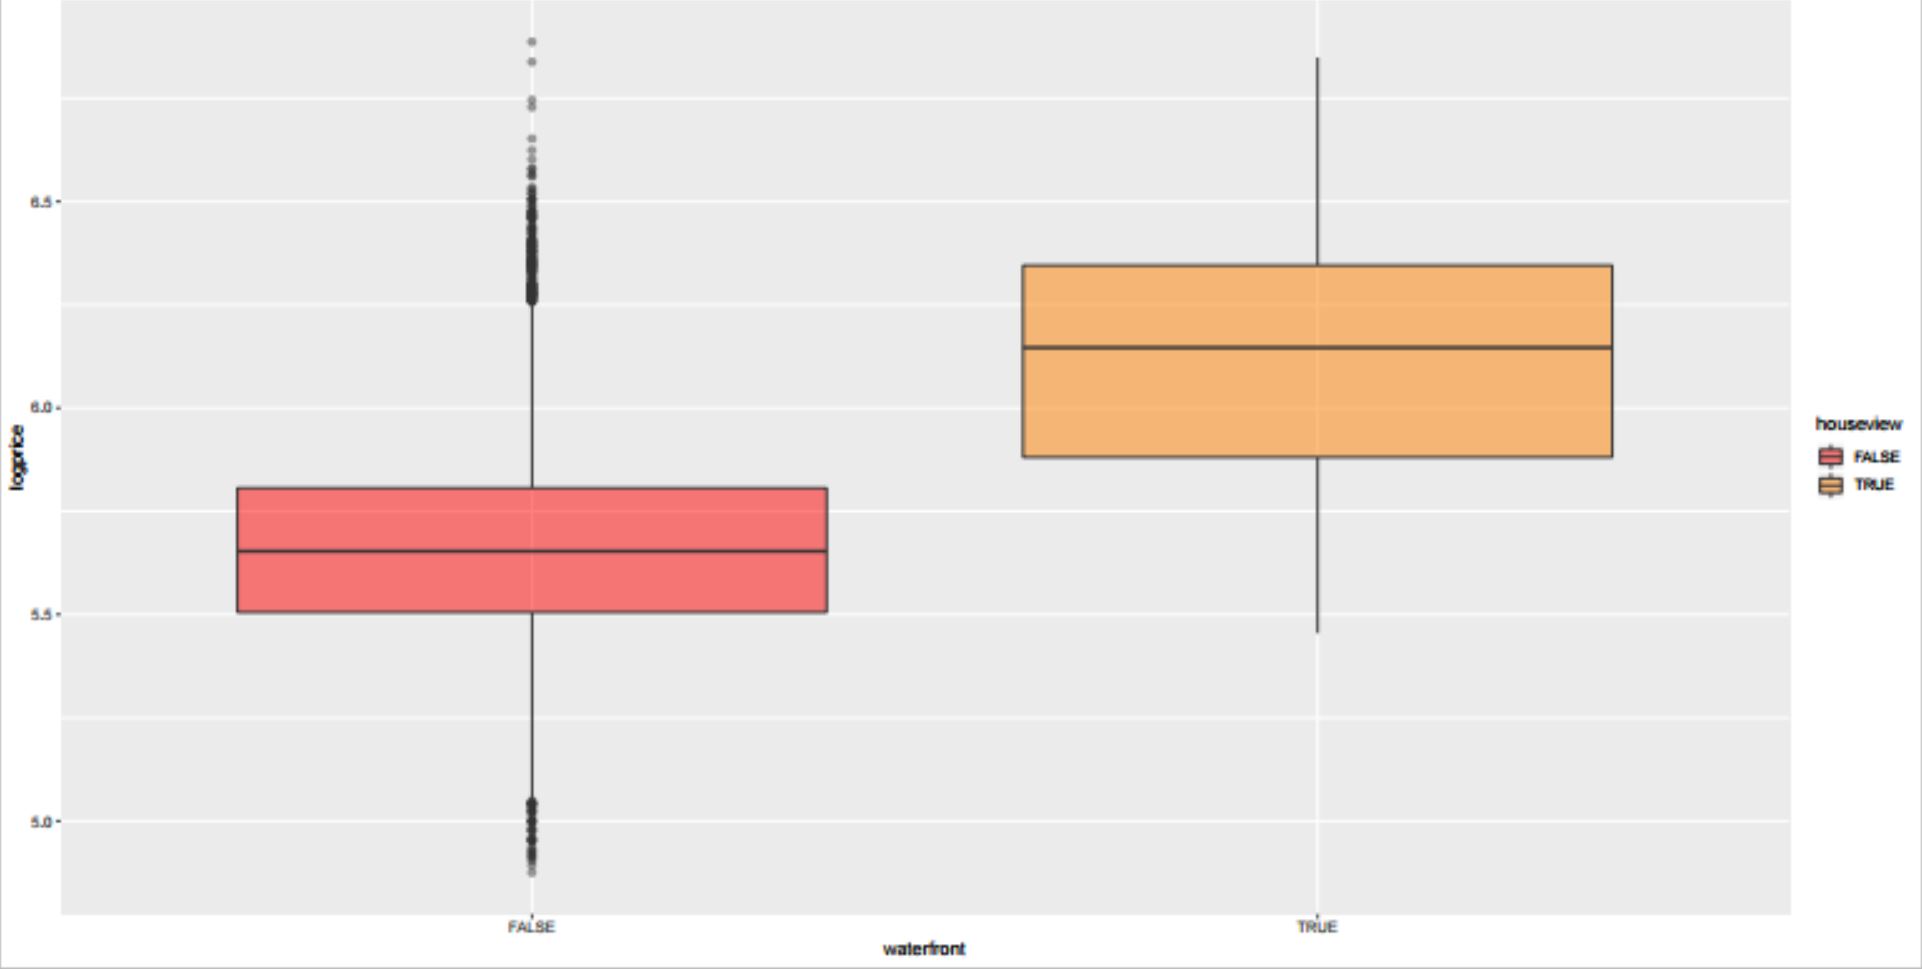 6.5
6.0
5.5
5.0
logprice
FALSE
TRUE
waterfront
houseview
FALSE
TRUE